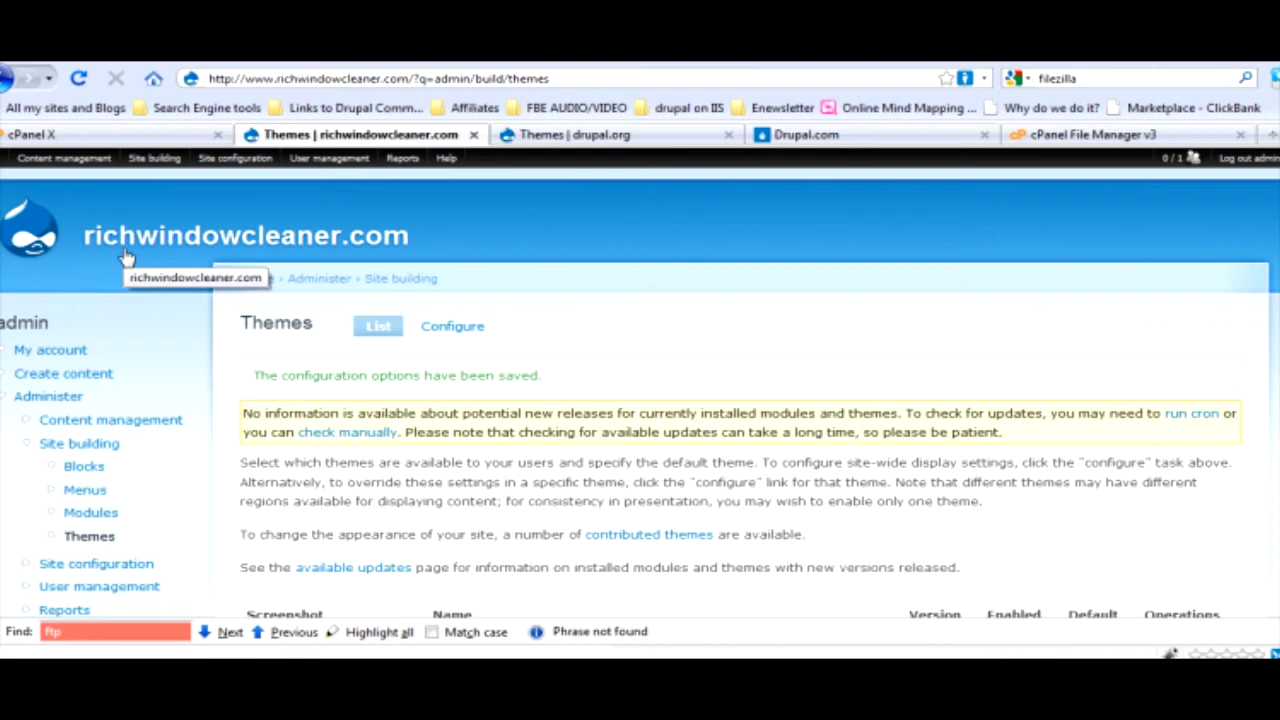 http://www.richwindowcleaner.com/?q=admin/build/themes filezilla
All my sites and Blogs Search Engine tools Links to Drupal Comm... Affiliates FBE AUDIO/VIDEO drupal on IIS Enewsletter Online Mind Mapping ... Why do we do it? Marketplace - ClickBank
cPanel X Themes | richwindowcleaner.com Themes | drupal.org Drupal.com cPanel File Manager v3
Content management Site building Site configuration User management Reports Help 0 / 1 Log out admin
richwindowcleaner.com
richwindowcleaner.com
› Administer › Site building
admin
My account
Create content
Administer
Content management
Site building
Blocks
Menus
Modules
Themes
Site configuration
User management
Reports
Themes List Configure
The configuration options have been saved.
No information is available about potential new releases for currently installed modules and themes. To check for updates, you may need to run cron or
you can check manually. Please note that checking for available updates can take a long time, so please be patient.
Select which themes are available to your users and specify the default theme. To configure site-wide display settings, click the "configure" task above.
Alternatively, to override these settings in a specific theme, click the "configure" link for that theme. Note that different themes may have different
regions available for displaying content; for consistency in presentation, you may wish to enable only one theme.
To change the appearance of your site, a number of contributed themes are available.
See the available updates page for information on installed modules and themes with new versions released.
Screenshot Name Version Enabled Default Operations
Find: ftp Next Previous Highlight all Match case Phrase not found